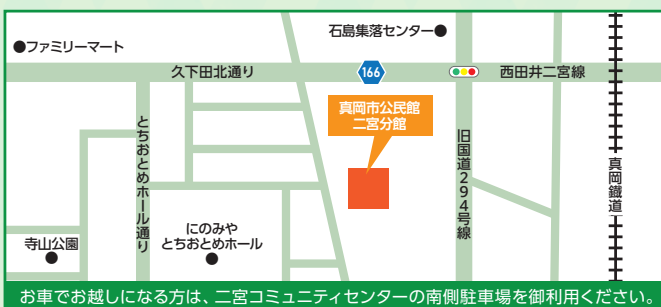 石島集落センター●
●ファミリーマート
久下田北通り
166
西田井二宮線
真岡市公民館
二宮分館
とちおとめホール通り
旧国道294号線
真岡鐵道
にのみや
とちおとめホール
寺山公園
お車でお越しになる方は、二宮コミュニティセンターの南側駐車場を御利用ください。